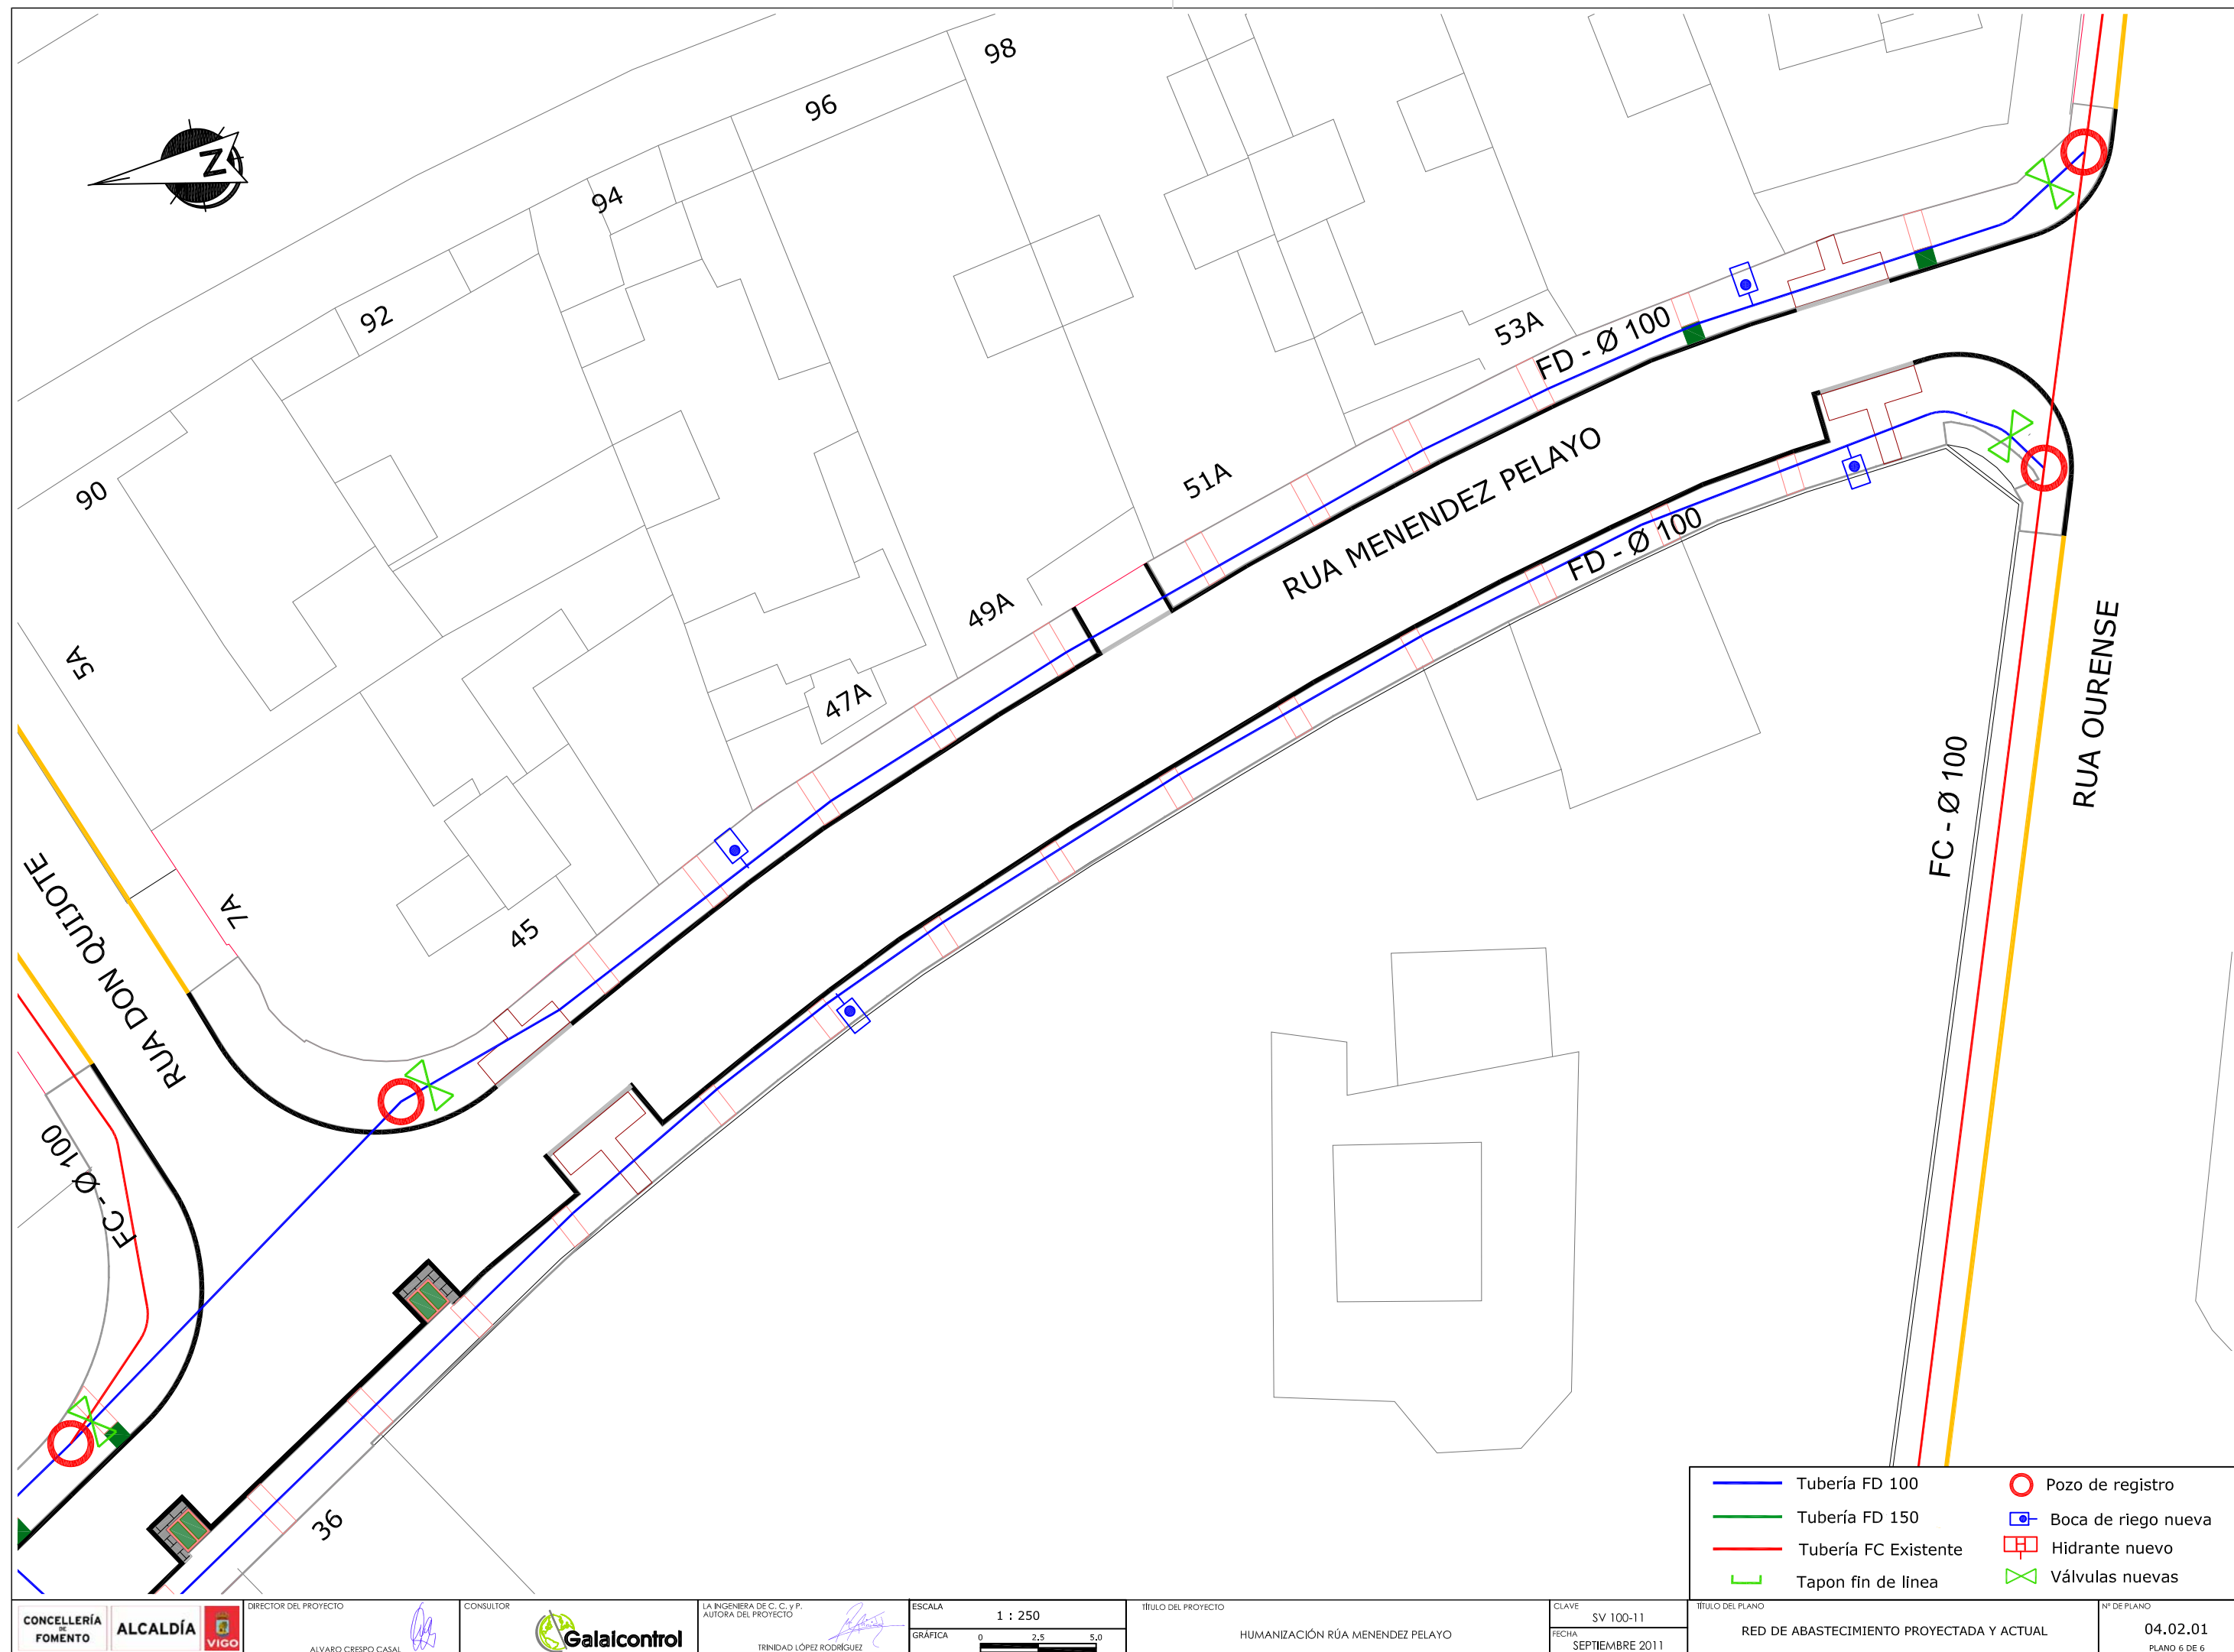 98
96
94
92
90
N
53A
FD - Ø 100
51A
RUA MENENDEZ PELAYO
FD - Ø 100
49A
47A
5A
7A
45
RUA DON QUIJOTE
FC - Ø 100
RUA OURENSE
FC - Ø 100
36
Tubería FD 100
Tubería FD 150
Tubería FC Existente
Tapon fin de linea
Pozo de registro
Boca de riego nueva
H
Hidrante nuevo
Válvulas nuevas
CONCELLERÍA
DE
FOMENTO
ALCALDÍA
VIGO
DIRECTOR DEL PROYECTO
ALVARO CRESPO CASAL
CONSULTOR
Galaicontrol
LA INGENIERA DE C. C. y P.
AUTORA DEL PROYECTO
TRINIDAD LÓPEZ RODRÍGUEZ
ESCALA
1 : 250
GRÁFICA
0 2,5 5,0
TÍTULO DEL PROYECTO
HUMANIZACIÓN RÚA MENENDEZ PELAYO
CLAVE
SV 100-11
FECHA
SEPTIEMBRE 2011
TÍTULO DEL PLANO
RED DE ABASTECIMIENTO PROYECTADA Y ACTUAL
Nº DE PLANO
04.02.01
PLANO 6 DE 6